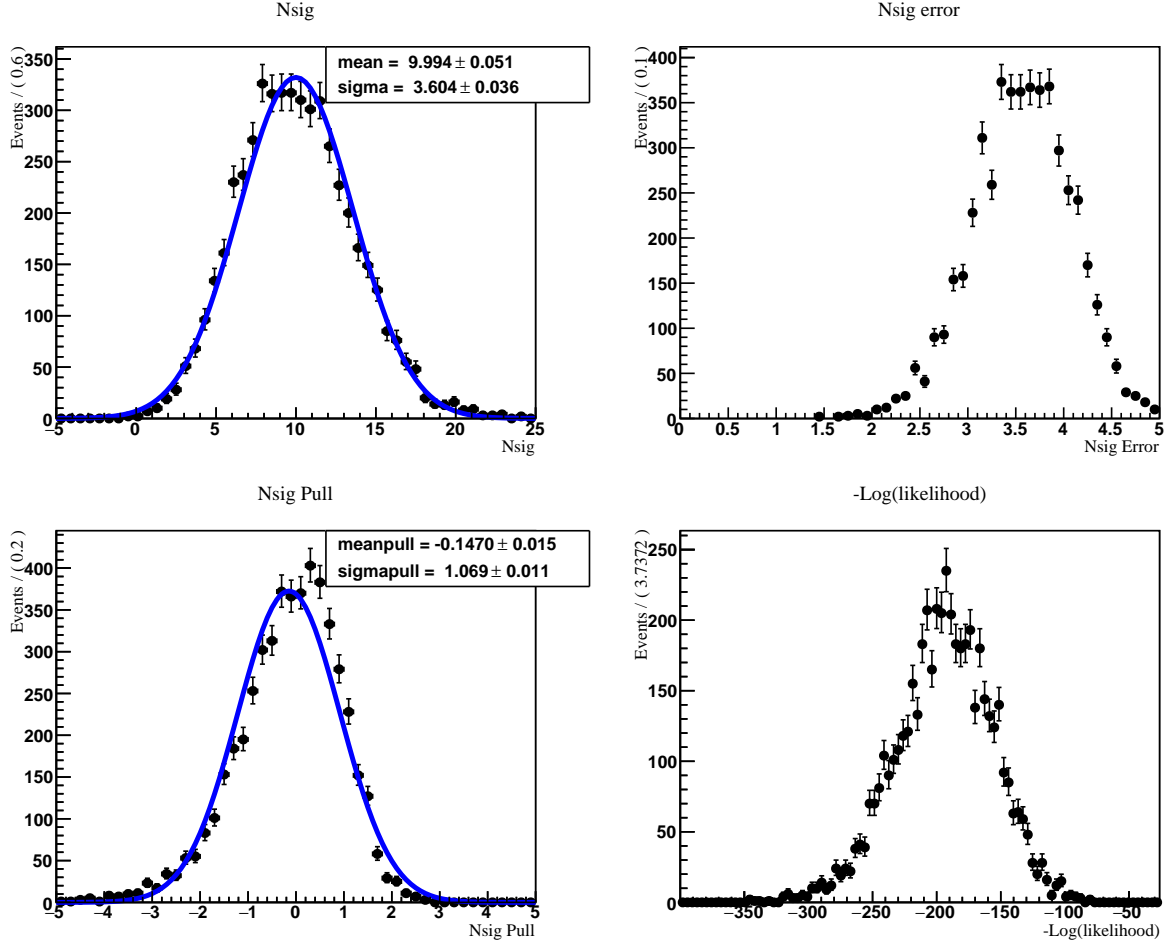 Nsig
Events / ( 0.6 )
350
300
250
200
150
100
50
0
mean = 9.994 ± 0.051
sigma = 3.604 ± 0.036
−5 0 5 10 15 20 25
Nsig
Nsig error
Events / ( 0.1 )
400
350
300
250
200
150
100
50
0
0 0.5 1 1.5 2 2.5 3 3.5 4 4.5 5
Nsig Error
Nsig Pull
Events / ( 0.2 )
400
350
300
250
200
150
100
50
0
meanpull = -0.1470 ± 0.015
sigmapull = 1.069 ± 0.011
−5 −4 −3 −2 −1 0 1 2 3 4 5
Nsig Pull
-Log(likelihood)
Events / ( 3.7372 )
250
200
150
100
50
0
−350 −300 −250 −200 −150 −100 −50
-Log(likelihood)